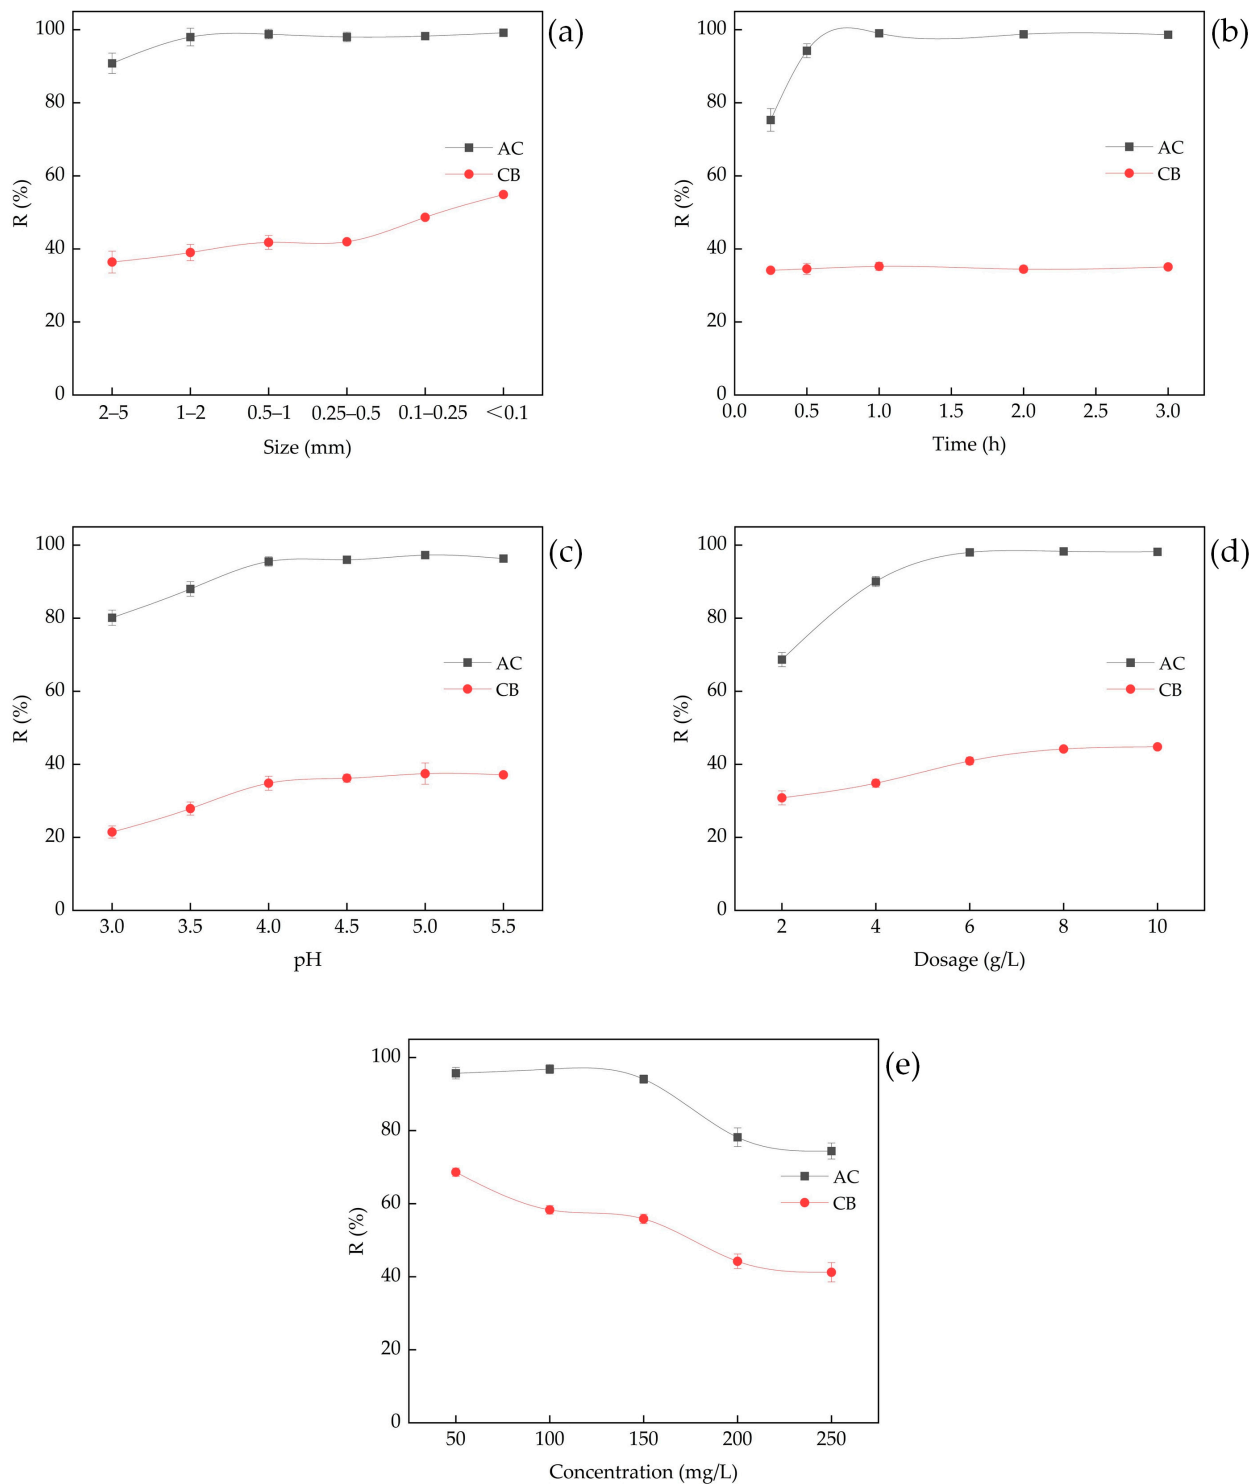 (a)
100
80
60
40
20
0
R (%)
AC
CB
2–5 1–2 0.5–1 0.25–0.5 0.1–0.25 <0.1
Size (mm)
(b)
100
80
60
40
20
0
R (%)
AC
CB
0.0 0.5 1.0 1.5 2.0 2.5 3.0
Time (h)
(c)
100
80
60
40
20
0
R (%)
AC
CB
3.0 3.5 4.0 4.5 5.0 5.5
pH
(d)
100
80
60
40
20
0
R (%)
AC
CB
2 4 6 8 10
Dosage (g/L)
(e)
100
80
60
40
20
0
R (%)
AC
CB
50 100 150 200 250
Concentration (mg/L)